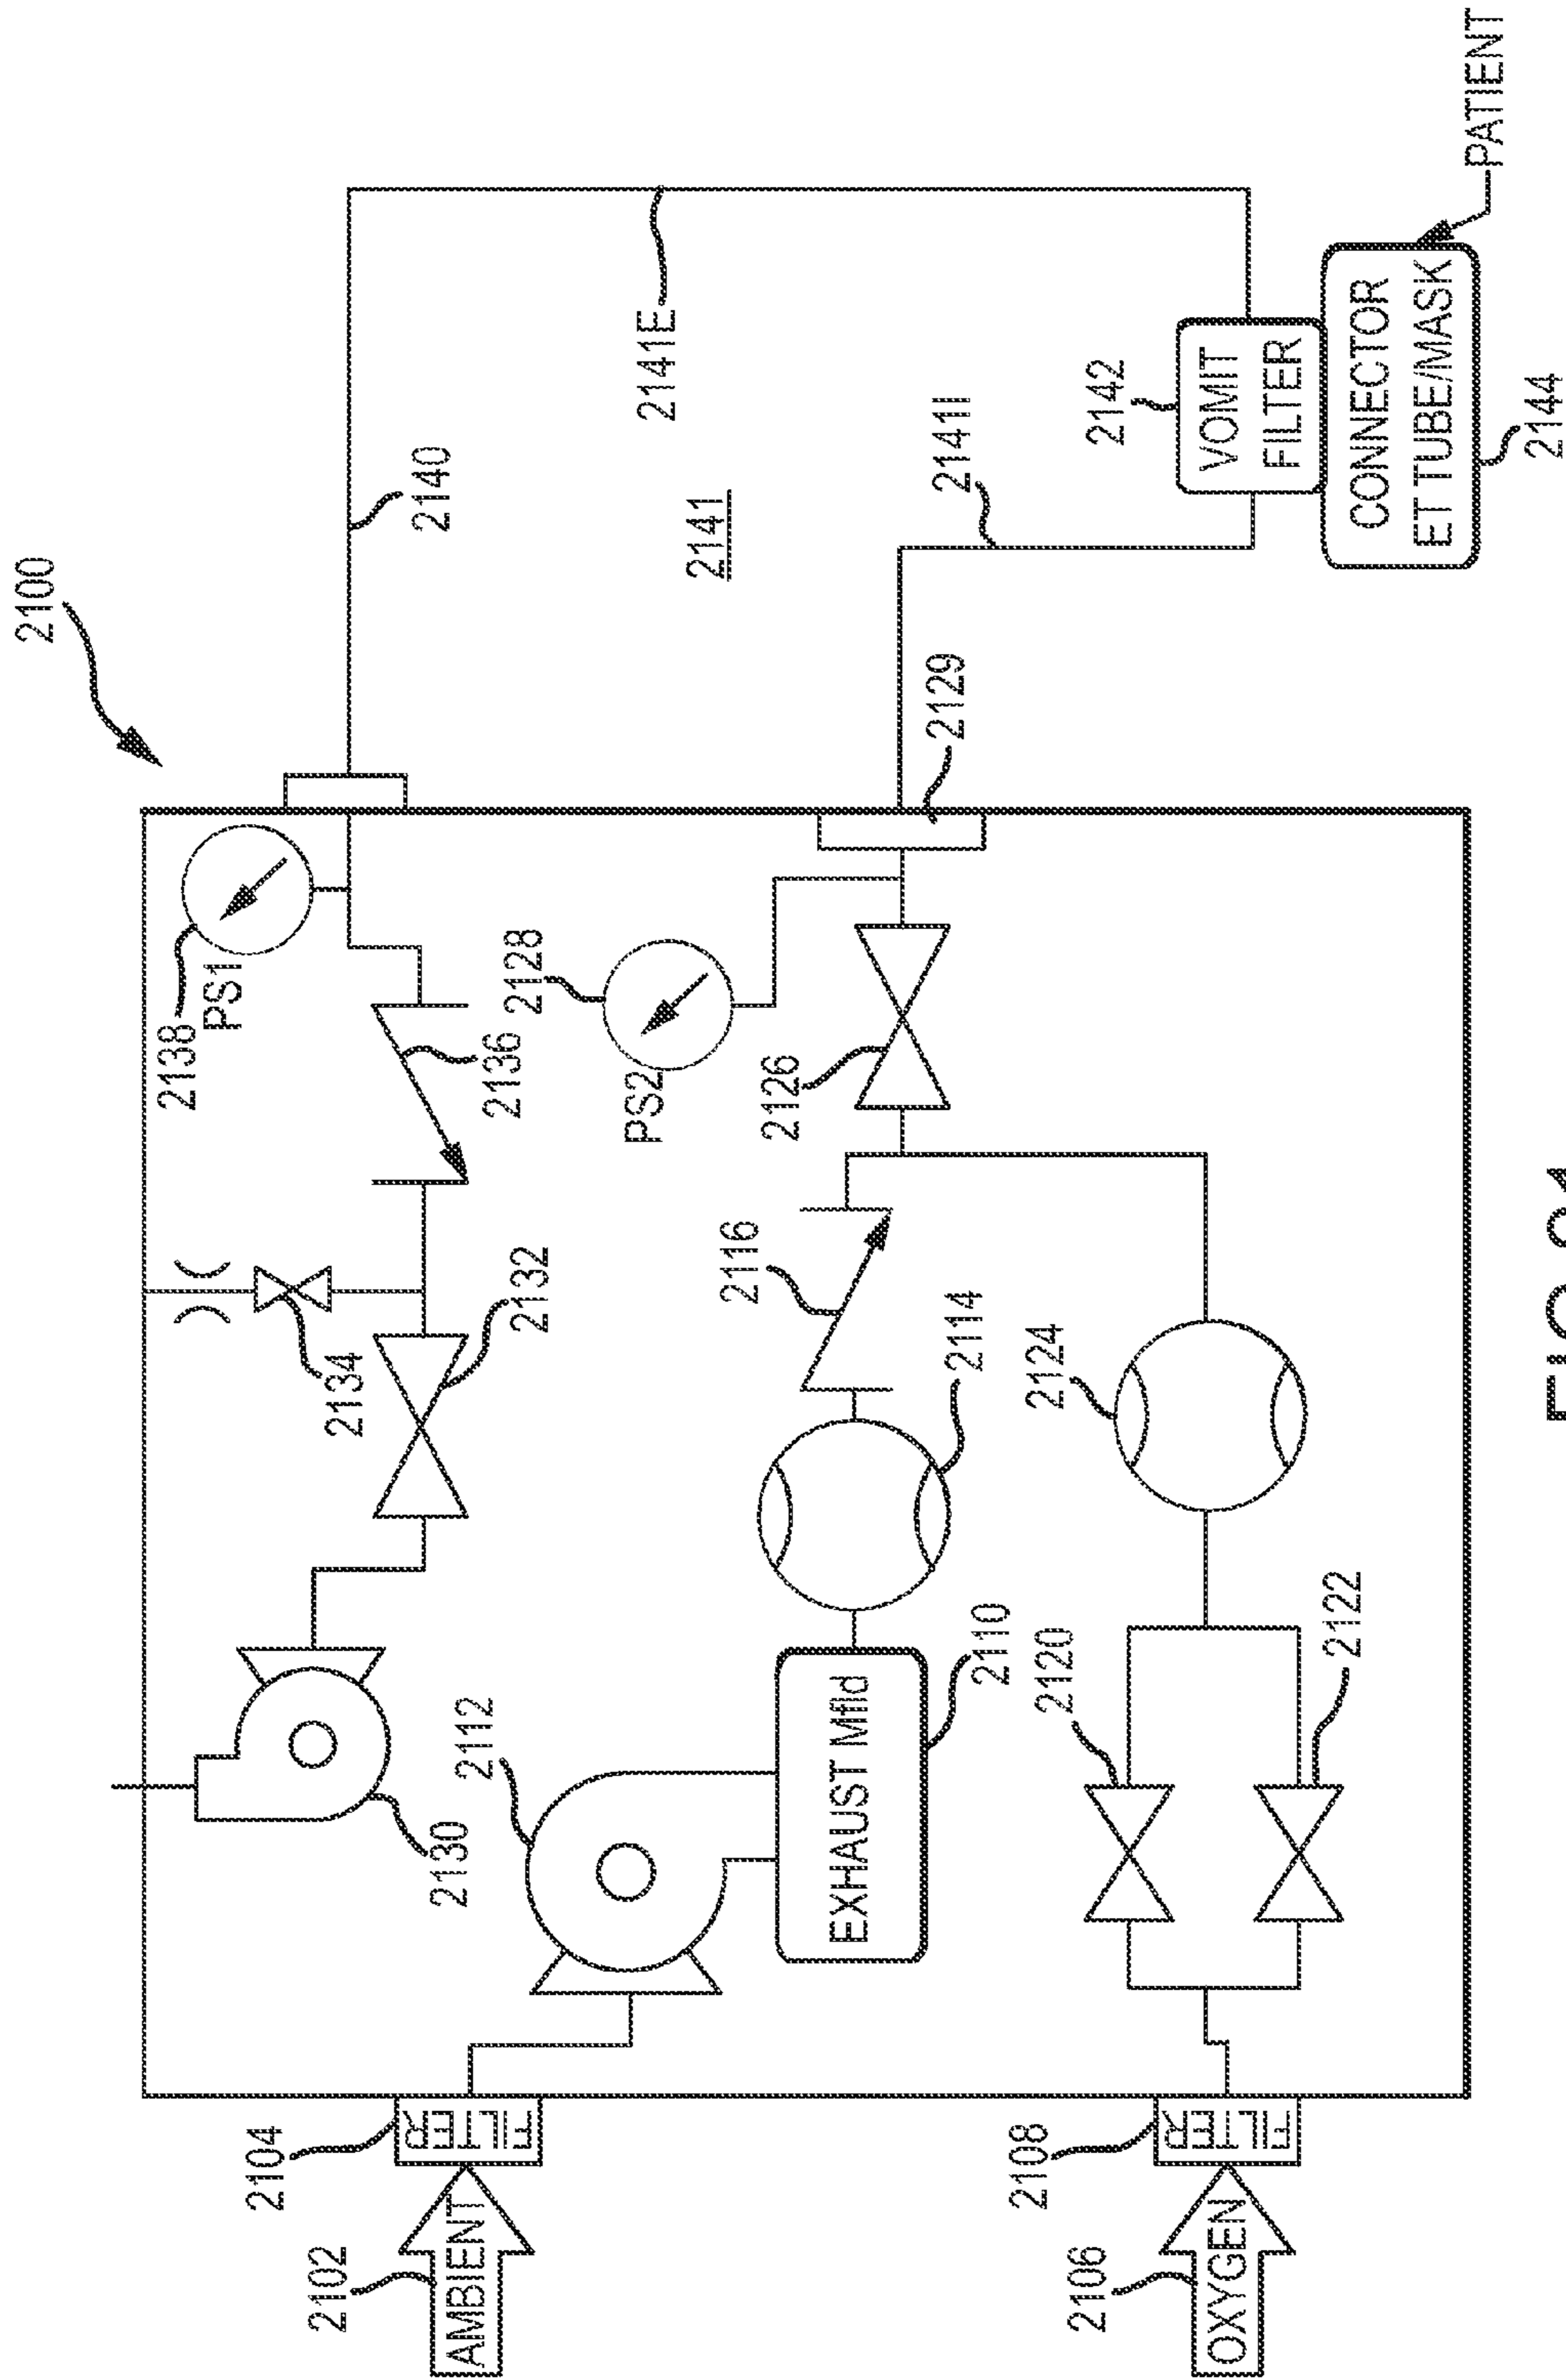 2100
2138
PS1
2134
2136
2140
2104
2102
FILTER
AMBIENT
2130
2132
2112
2128
PS2
2141E
2116
2126
2141
EXHAUST Mfld
2114
2129
2141I
2110
2108
2106
2120
2124
2142
FILTER
OXYGEN
VOMIT
FILTER
2122
CONNECTOR
ET TUBE/MASK
PATIENT
2144